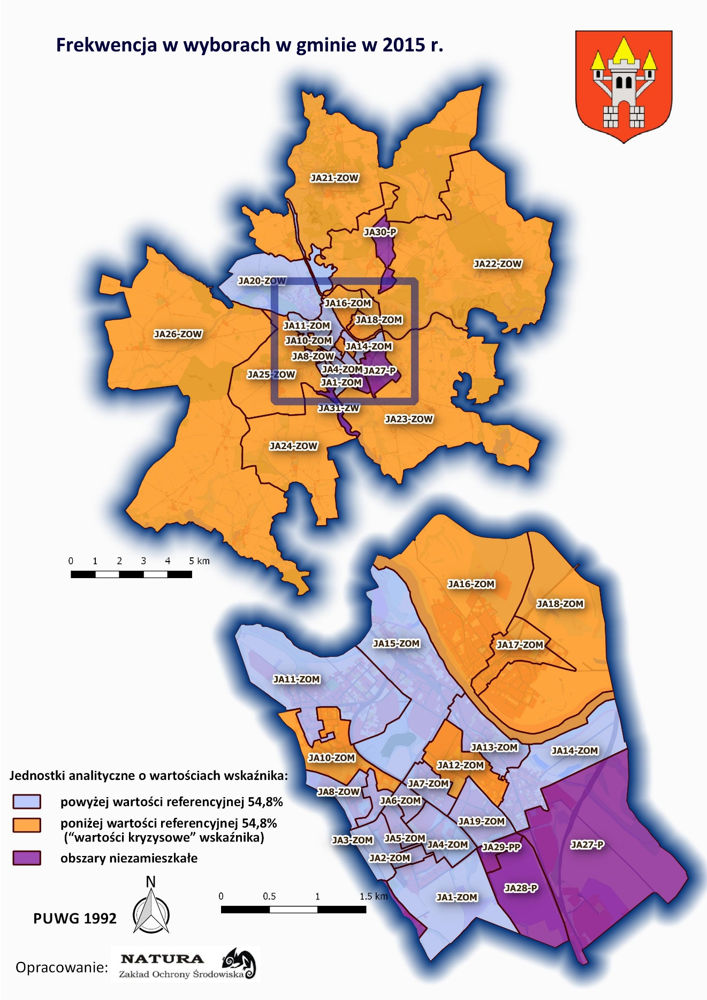 Frekwencja w wyborach w gminie w 2015 r.
JA21-ZOW
JA30-P
JA22-ZOW
JA20-ZOW
JA16-ZOM
JA18-ZOM
JA11-ZOM
JA26-ZOW
JA10-ZOM
JA14-ZOM
JA8-ZOW
JA4-ZOM
JA27-P
JA25-ZOW
JA1-ZOM
JA31-ZW
JA23-ZOW
JA24-ZOW
0 1 2 3 4 5 km
JA16-ZOM
JA18-ZOM
JA15-ZOM
JA17-ZOM
JA11-ZOM
JA13-ZOM
JA14-ZOM
JA10-ZOM
JA12-ZOM
JA7-ZOM
JA8-ZOW
JA6-ZOM
JA19-ZOM
JA3-ZOM
JA5-ZOM
JA4-ZOM
JA29-PP
JA27-P
JA2-ZOM
JA28-P
JA1-ZOM
Jednostki analityczne o wartościach wskaźnika:
powyżej wartości referencyjnej 54,8%
poniżej wartości referencyjnej 54,8%
(“wartości kryzysowe” wskaźnika)
obszary niezamieszkałe
N
0 0.5 1 1.5 km
PUWG 1992
Opracowanie:
NATURA
Zakład Ochrony Środowiska